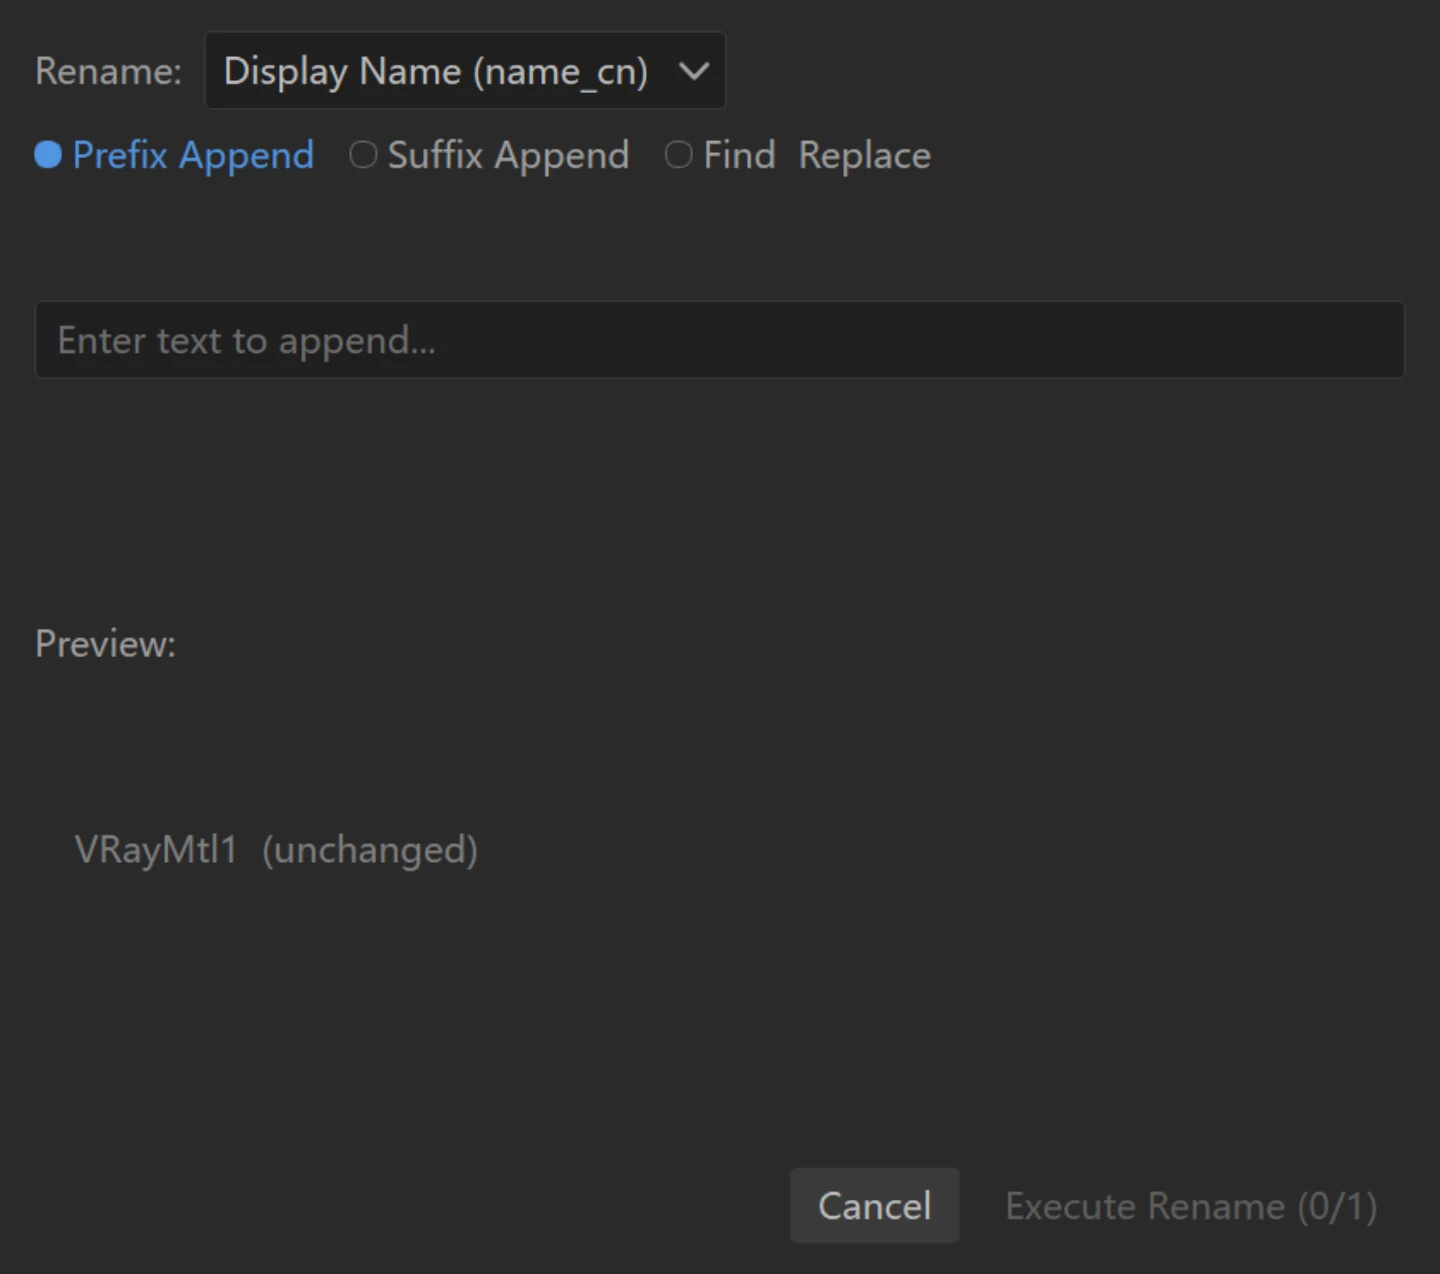 Rename: Display Name (name_cn)
Prefix Append Suffix Append Find Replace
Enter text to append...
Preview:
VRayMtl1 (unchanged)
Cancel Execute Rename (0/1)